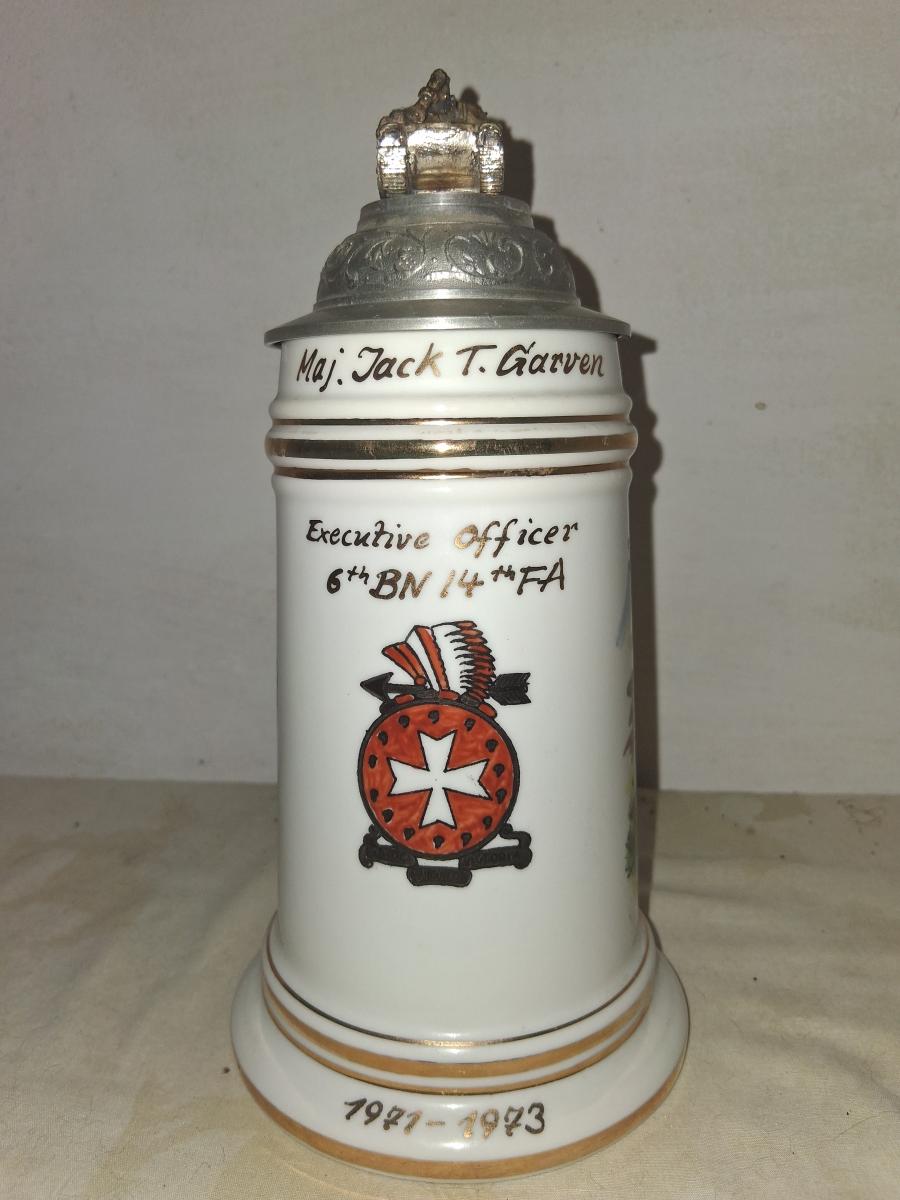 Maj. Jack T. Garven
Executive Officer
6th BN 14th FA
1971-1973